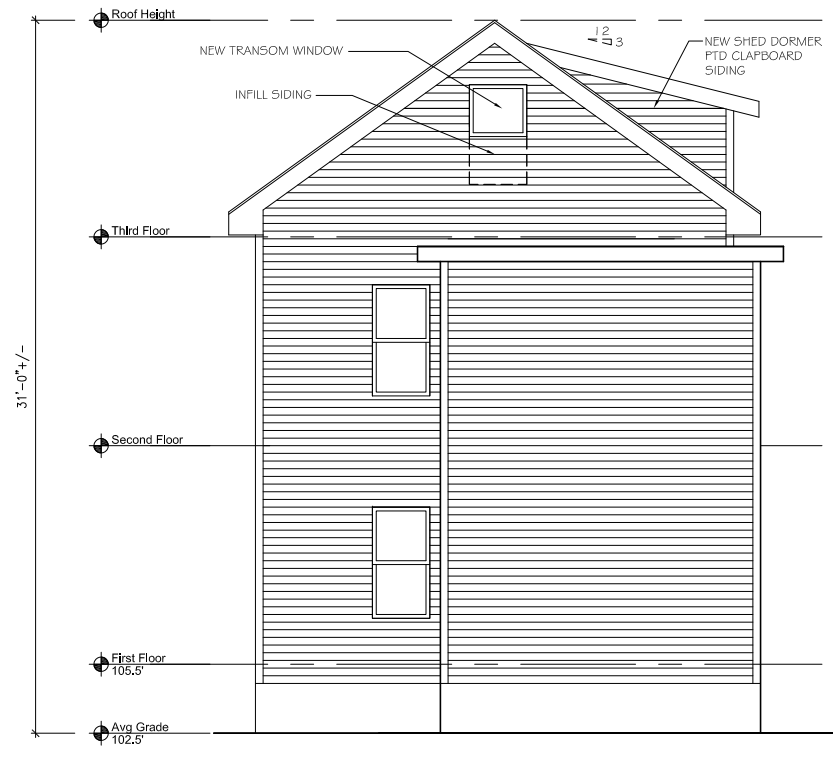 Roof Height
12
3
NEW TRANSOM WINDOW
NEW SHED DORMER
PTD CLAPBOARD
SIDING
INFILL SIDING
Third Floor
31'-0"+/-
Second Floor
First Floor
105.5'
Avg Grade
102.5'